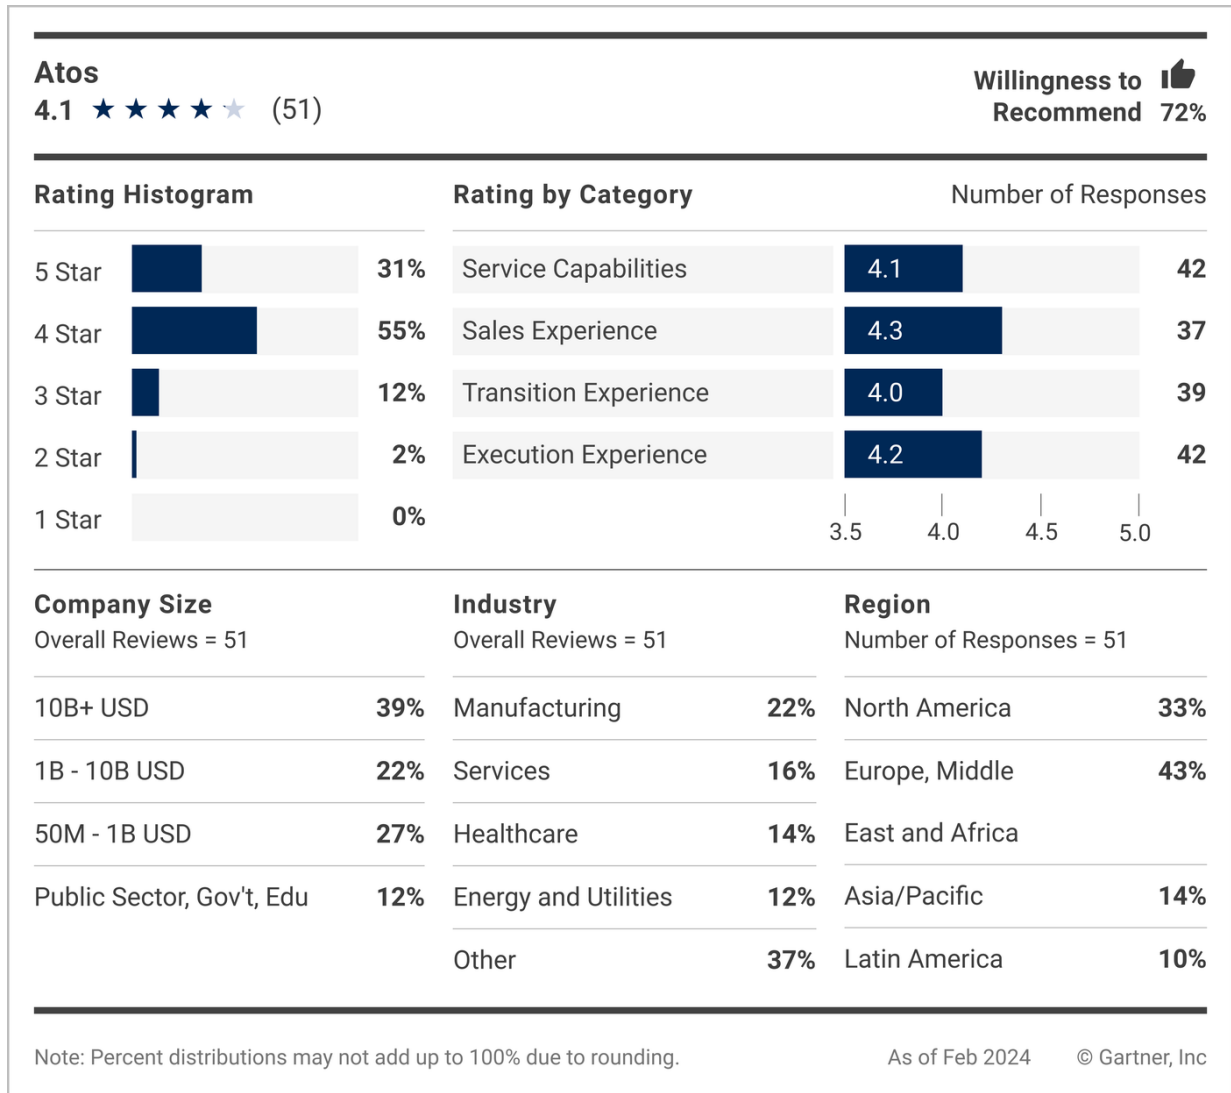 Atos
4.1 ★ ★ ★ ★ ★ (51)
Willingness to
Recommend 72%
Rating Histogram
5 Star 31%
4 Star 55%
3 Star 12%
2 Star 2%
1 Star 0%
Rating by Category Number of Responses
Service Capabilities 4.1 42
Sales Experience 4.3 37
Transition Experience 4.0 39
Execution Experience 4.2 42
3.5 4.0 4.5 5.0
Company Size
Overall Reviews = 51
10B+ USD 39%
1B - 10B USD 22%
50M - 1B USD 27%
Public Sector, Gov't, Edu 12%
Industry
Overall Reviews = 51
Manufacturing 22%
Services 16%
Healthcare 14%
Energy and Utilities 12%
Other 37%
Region
Number of Responses = 51
North America 33%
Europe, Middle 43%
East and Africa
Asia/Pacific 14%
Latin America 10%
Note: Percent distributions may not add up to 100% due to rounding. As of Feb 2024 © Gartner, Inc